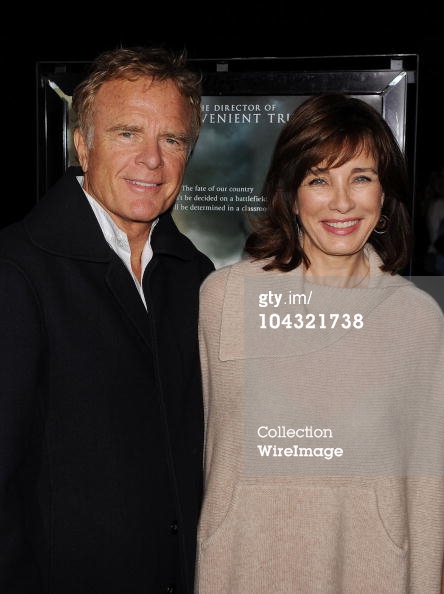 THE DIRECTOR OF
VENIENT TRU
The fate of our country
't be decided on a battlefield
ll be determined in a classroo
gty.im/
104321738
Collection
WireImage